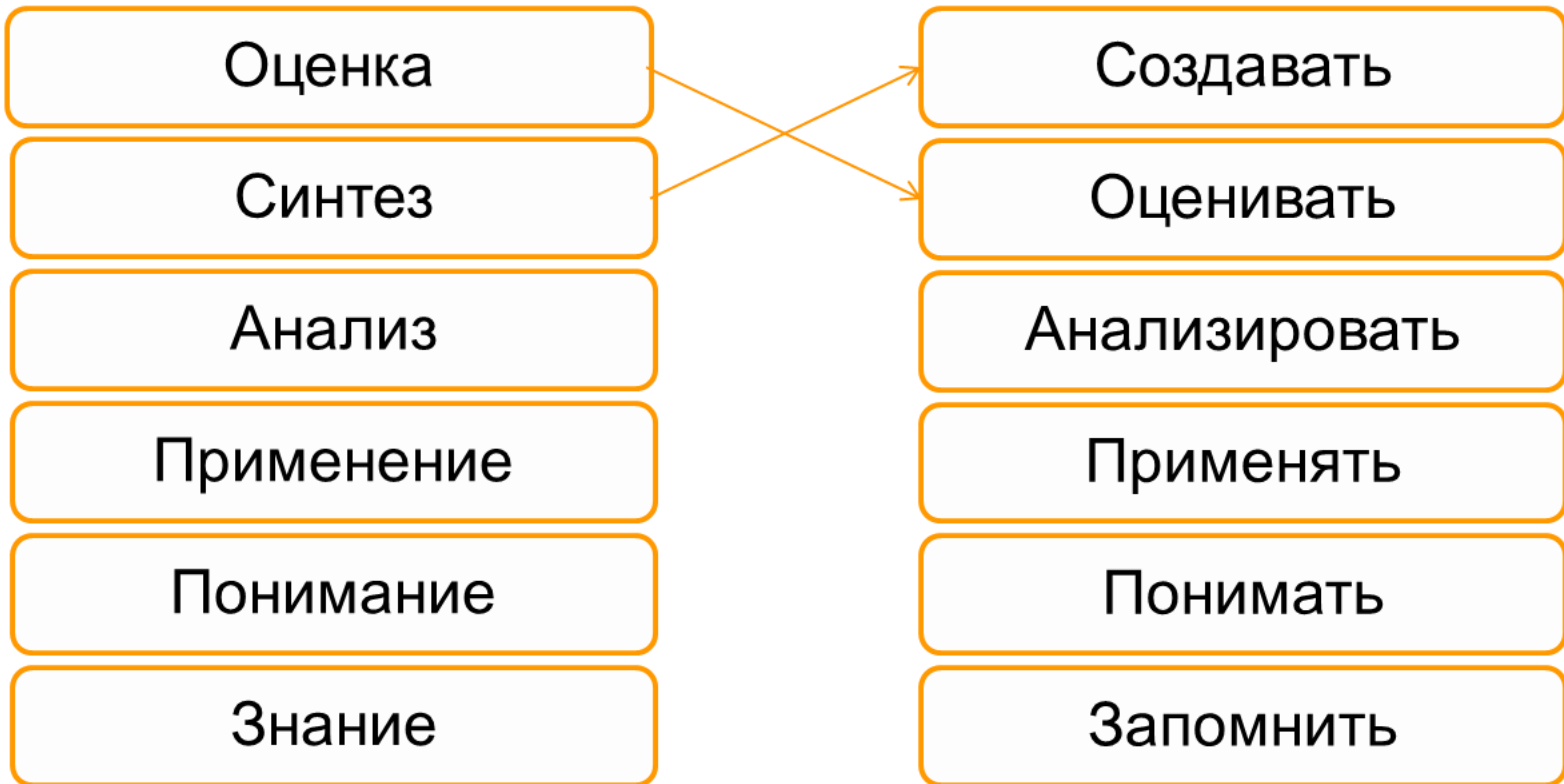 Оценка
Создавать
Синтез
Оценивать
Анализ
Анализировать
Применение
Применять
Понимание
Понимать
Знание
Запомнить